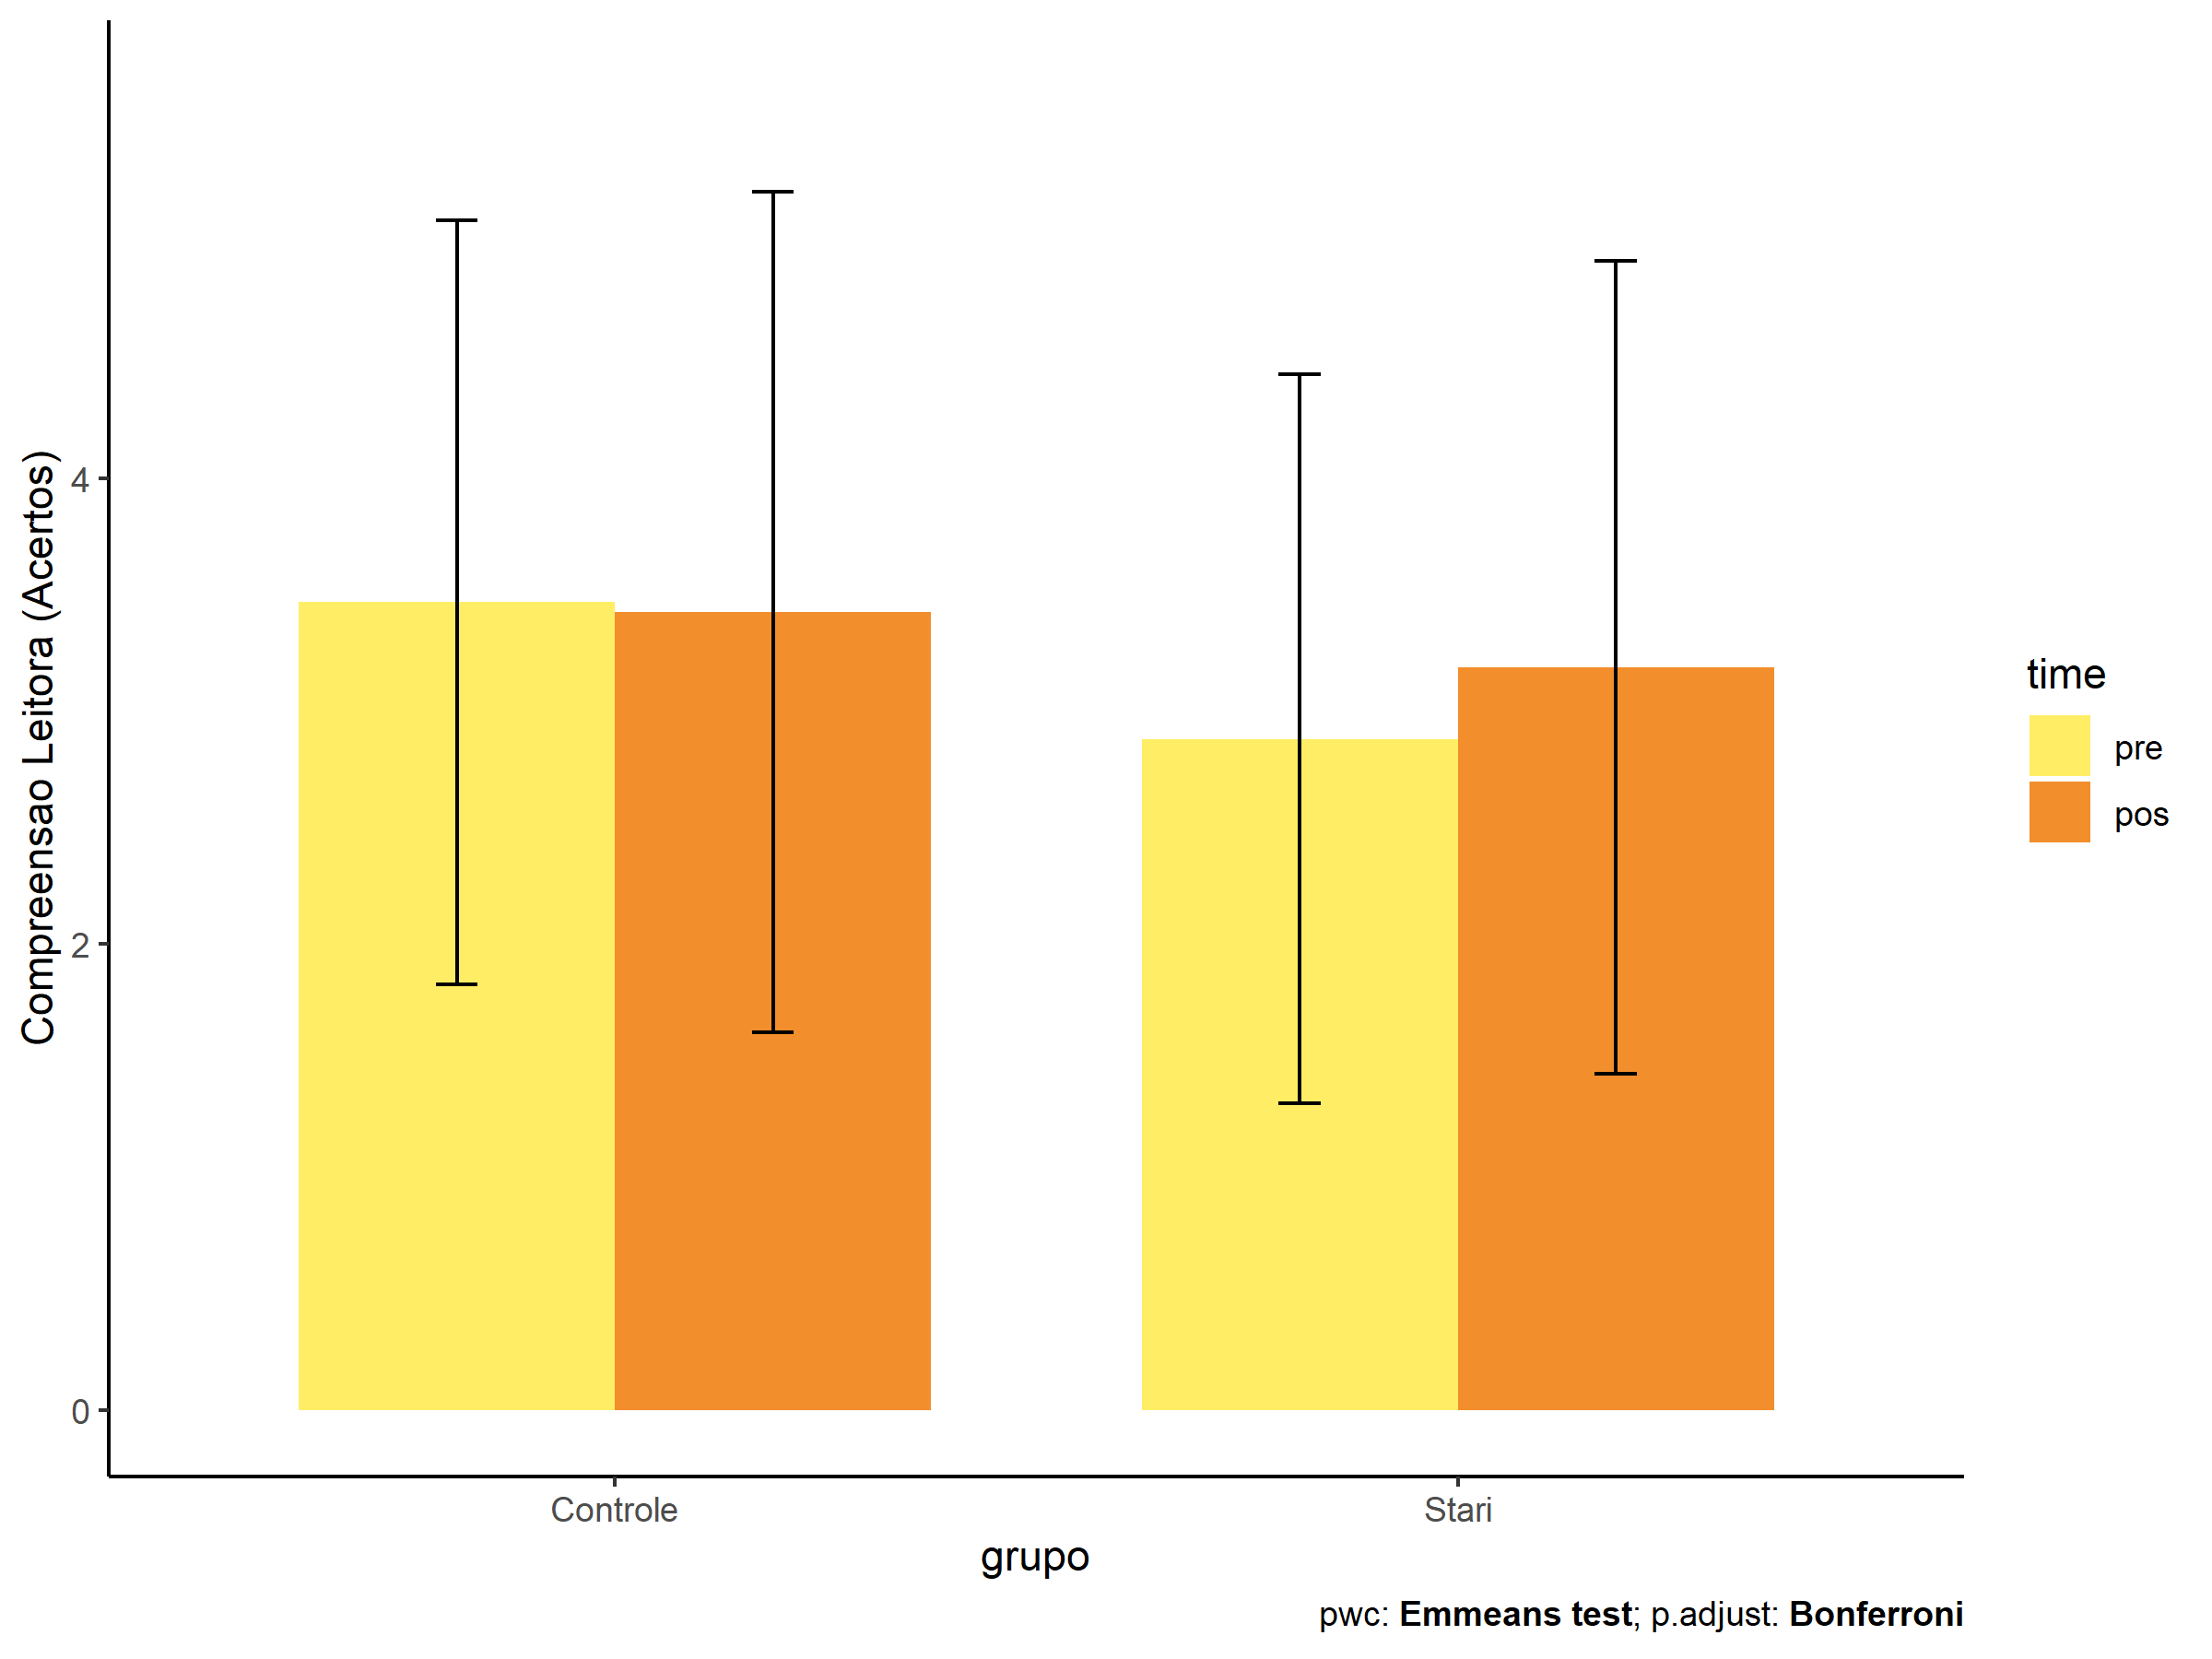 Compreensao Leitora (Acertos)
4
2
0
Controle
Stari
grupo
time
pre
pos
pwc: Emmeans test; p.adjust: Bonferroni